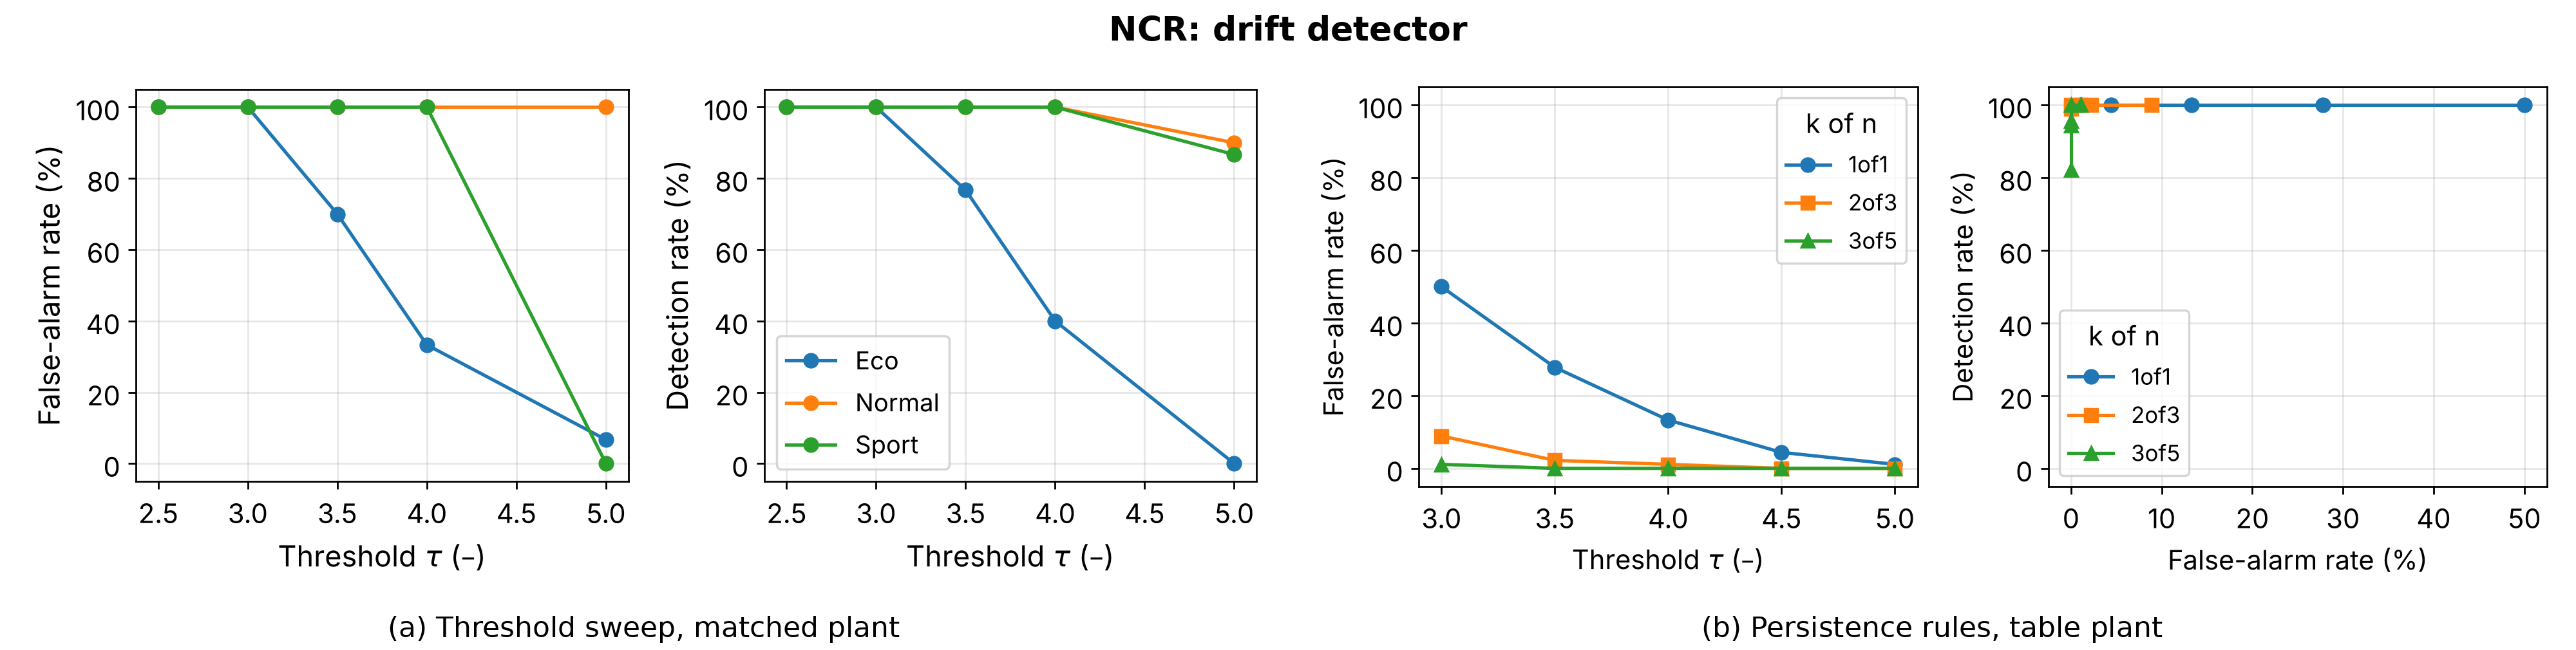 NCR: drift detector
False-alarm rate (%)
100
80
60
40
20
0
2.5 3.0 3.5 4.0 4.5 5.0
Threshold τ (–)
Detection rate (%)
100
80
60
40
20
0
Eco
Normal
Sport
2.5 3.0 3.5 4.0 4.5 5.0
Threshold τ (–)
(a) Threshold sweep, matched plant
False-alarm rate (%)
100
80
60
40
20
0
k of n
1of1
2of3
3of5
3.0 3.5 4.0 4.5 5.0
Threshold τ (–)
Detection rate (%)
100
80
60
40
20
0
k of n
1of1
2of3
3of5
0 10 20 30 40 50
False-alarm rate (%)
(b) Persistence rules, table plant